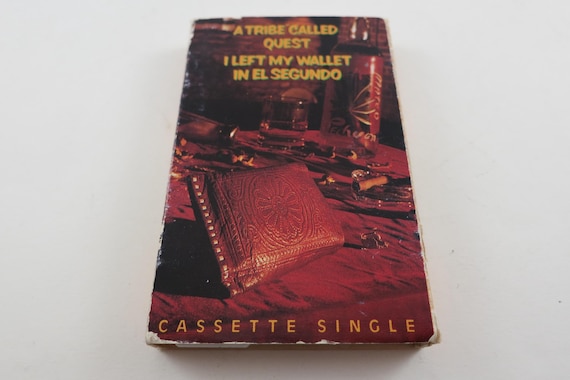 A TRIBE CALLED
QUEST
I LEFT MY WALLET
IN EL SEGUNDO
CASSETTE SINGLE